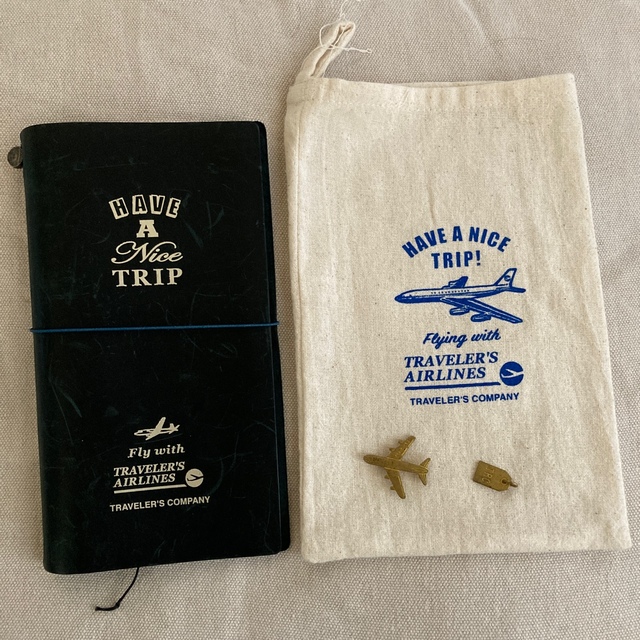 HAVE
A
Nice
TRIP
Fly with
TRAVELER'S
AIRLINES
TRAVELER'S COMPANY
HAVE A NICE
TRIP!
Flying with
TRAVELER'S
AIRLINES
TRAVELER'S COMPANY